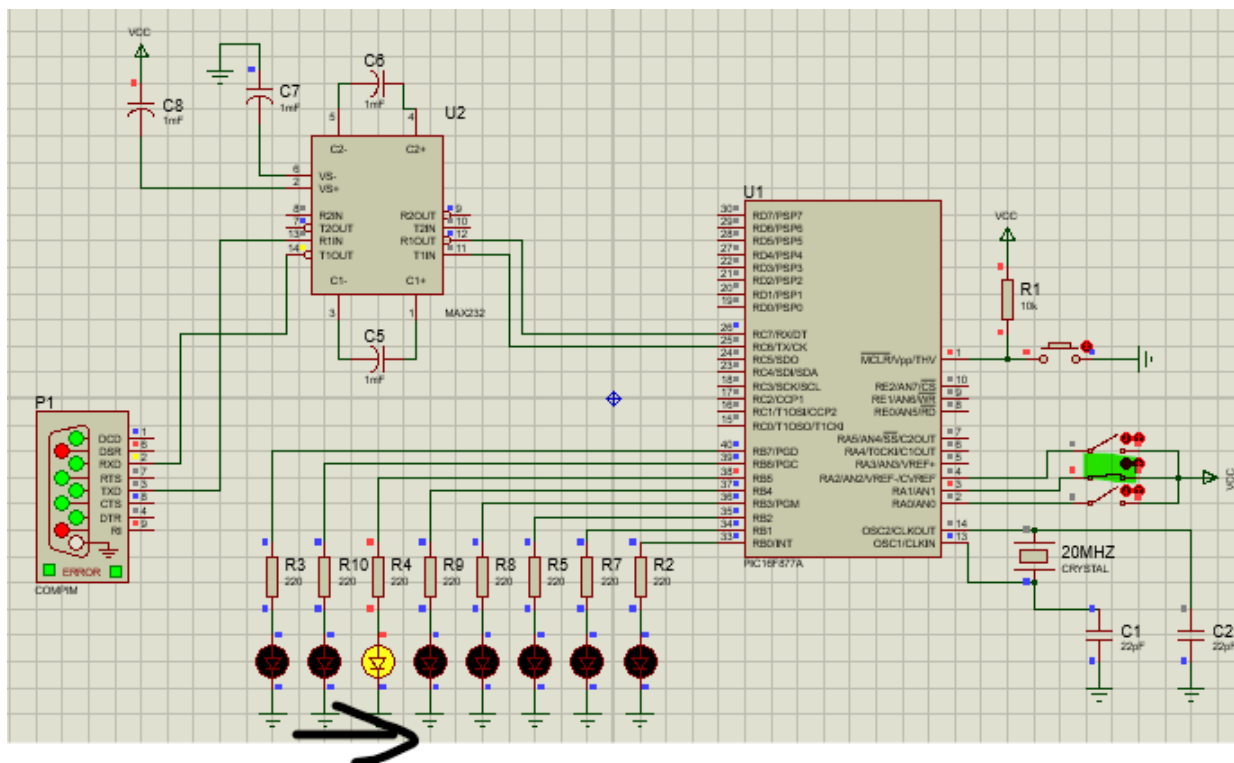 VCC
C8
1mF
C7
1mF
C6
1mF
5
4
U2
C2-
C2+
6
VS-
2
VS+
8
R2IN
R2OUT
9
7
T2OUT
T2IN
10
13
R1IN
R1OUT
12
14
T1OUT
T1IN
11
C1-
C1+
3
1
MAX232
C5
1mF
P1
DCD
1
DSR
6
RXD
2
RTS
7
TXD
3
CTS
8
DTR
4
RI
9
ERROR
COMPIM
U1
30
RD7/PSP7
29
RD6/PSP6
28
RD5/PSP5
27
RD4/PSP4
22
RD3/PSP3
21
RD2/PSP2
20
RD1/PSP1
19
RD0/PSP0
26
RC7/RX/DT
25
RC6/TX/CK
24
RC5/SDO
23
RC4/SDI/SDA
18
RC3/SCK/SCL
17
RC2/CCP1
16
RC1/T1OSI/CCP2
15
RC0/T1OSO/T1CKI
40
RB7/PGD
39
RB6/PGC
38
RB5
37
RB4
36
RB3/PGM
35
RB2
34
RB1
33
RB0/INT
MCLR/Vpp/THV
1
RE2/AN7/CS
10
RE1/AN6/WR
9
RE0/AN5/RD
8
RA5/AN4/SS/C2OUT
7
RA4/T0CKI/C1OUT
6
RA3/AN3/VREF+
5
RA2/AN2/VREF-/CVREF
4
RA1/AN1
3
RA0/AN0
2
OSC2/CLKOUT
14
OSC1/CLKIN
13
PIC16F877A
VCC
R1
10k
VCC
20MHZ
CRYSTAL
C1
22pF
C2
22pF
R3
220
R10
220
R4
220
R9
220
R8
220
R5
220
R7
220
R2
220